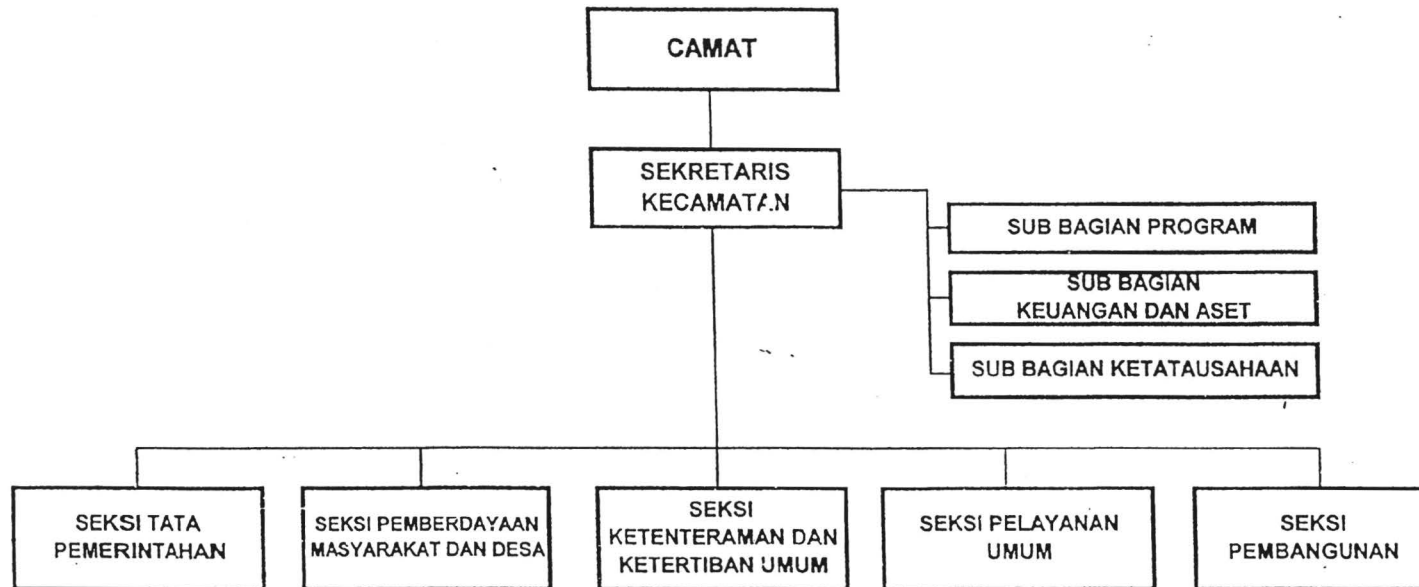 CAMAT
SEKRETARIS
KECAMATAN
SUB BAGIAN PROGRAM
SUB BAGIAN
KEUANGAN DAN ASET
SUB BAGIAN KETATAUSAHAAN
SEKSI TATA
PEMERINTAHAN
SEKSI PEMBERDAYAAN
MASYARAKAT DAN DESA
SEKSI
KETENTERAMAN DAN
KETERTIBAN UMUM
SEKSI PELAYANAN
UMUM
SEKSI
PEMBANGUNAN